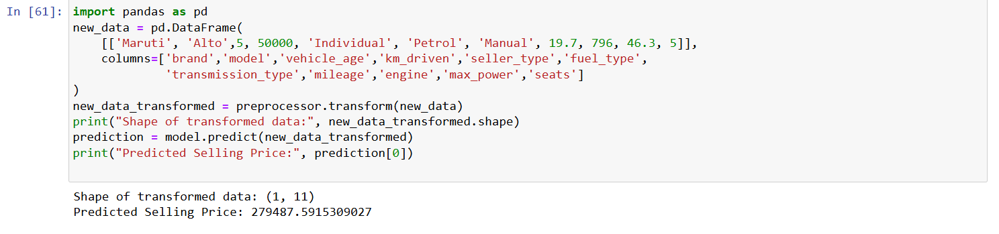 In [61]: import pandas as pd
new_data = pd.DataFrame(
    [['Maruti', 'Alto',5, 50000, 'Individual', 'Petrol', 'Manual', 19.7, 796, 46.3, 5]],
    columns=['brand','model','vehicle_age','km_driven','seller_type','fuel_type',
             'transmission_type','mileage','engine','max_power','seats']
)
new_data_transformed = preprocessor.transform(new_data)
print("Shape of transformed data:", new_data_transformed.shape)
prediction = model.predict(new_data_transformed)
print("Predicted Selling Price:", prediction[0])
Shape of transformed data: (1, 11)
Predicted Selling Price: 279487.5915309027